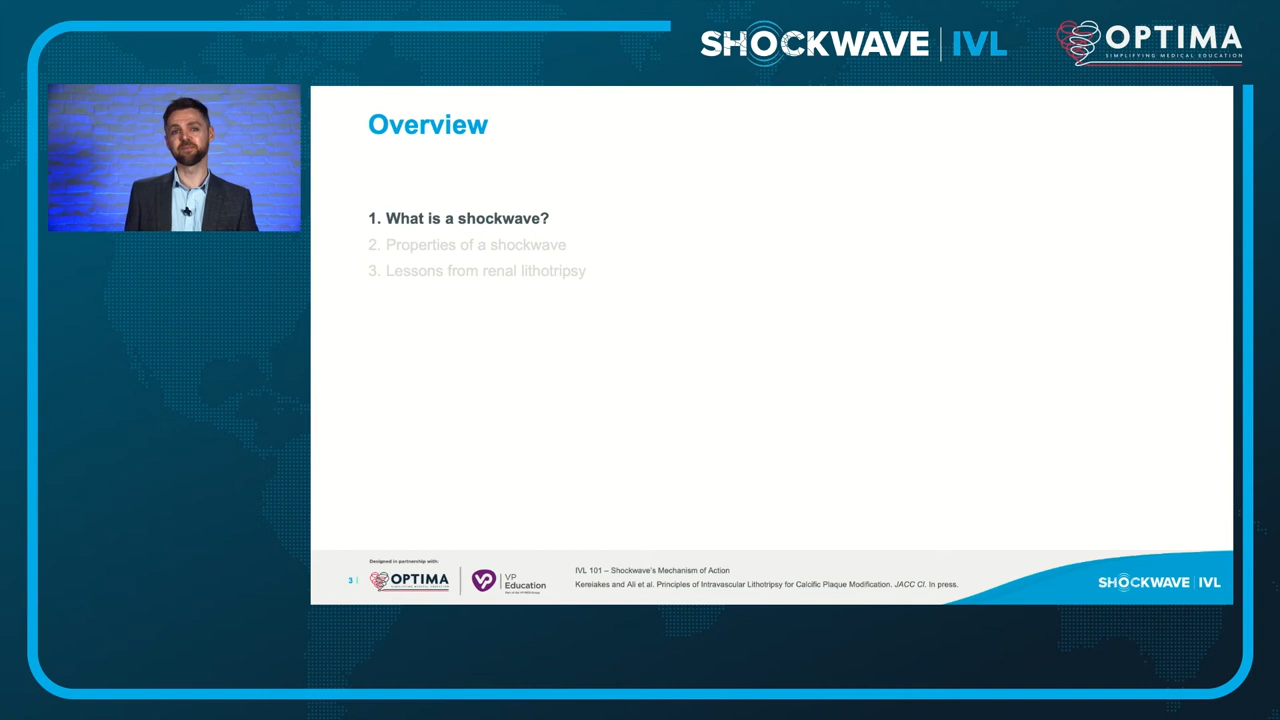 SHOCKWAVE | IVL
OPTIMA
SIMPLIFYING MEDICAL EDUCATION
Overview
1. What is a shockwave?
2. Properties of a shockwave
3. Lessons from renal lithotripsy
Designed in partnership with:
3 |
OPTIMA
VP
Education
IVL 101 – Shockwave's Mechanism of Action
Kereiakes and Ali et al. Principles of Intravascular Lithotripsy for Calcific Plaque Modification. JACC CI. In press.
SHOCKWAVE | IVL